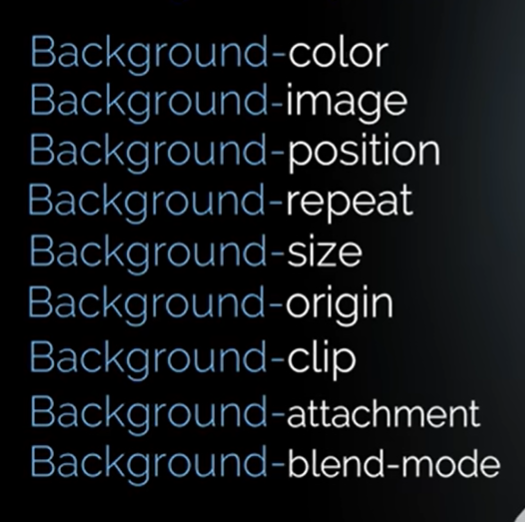 Background-color
Background-image
Background-position
Background-repeat
Background-size
Background-origin
Background-clip
Background-attachment
Background-blend-mode